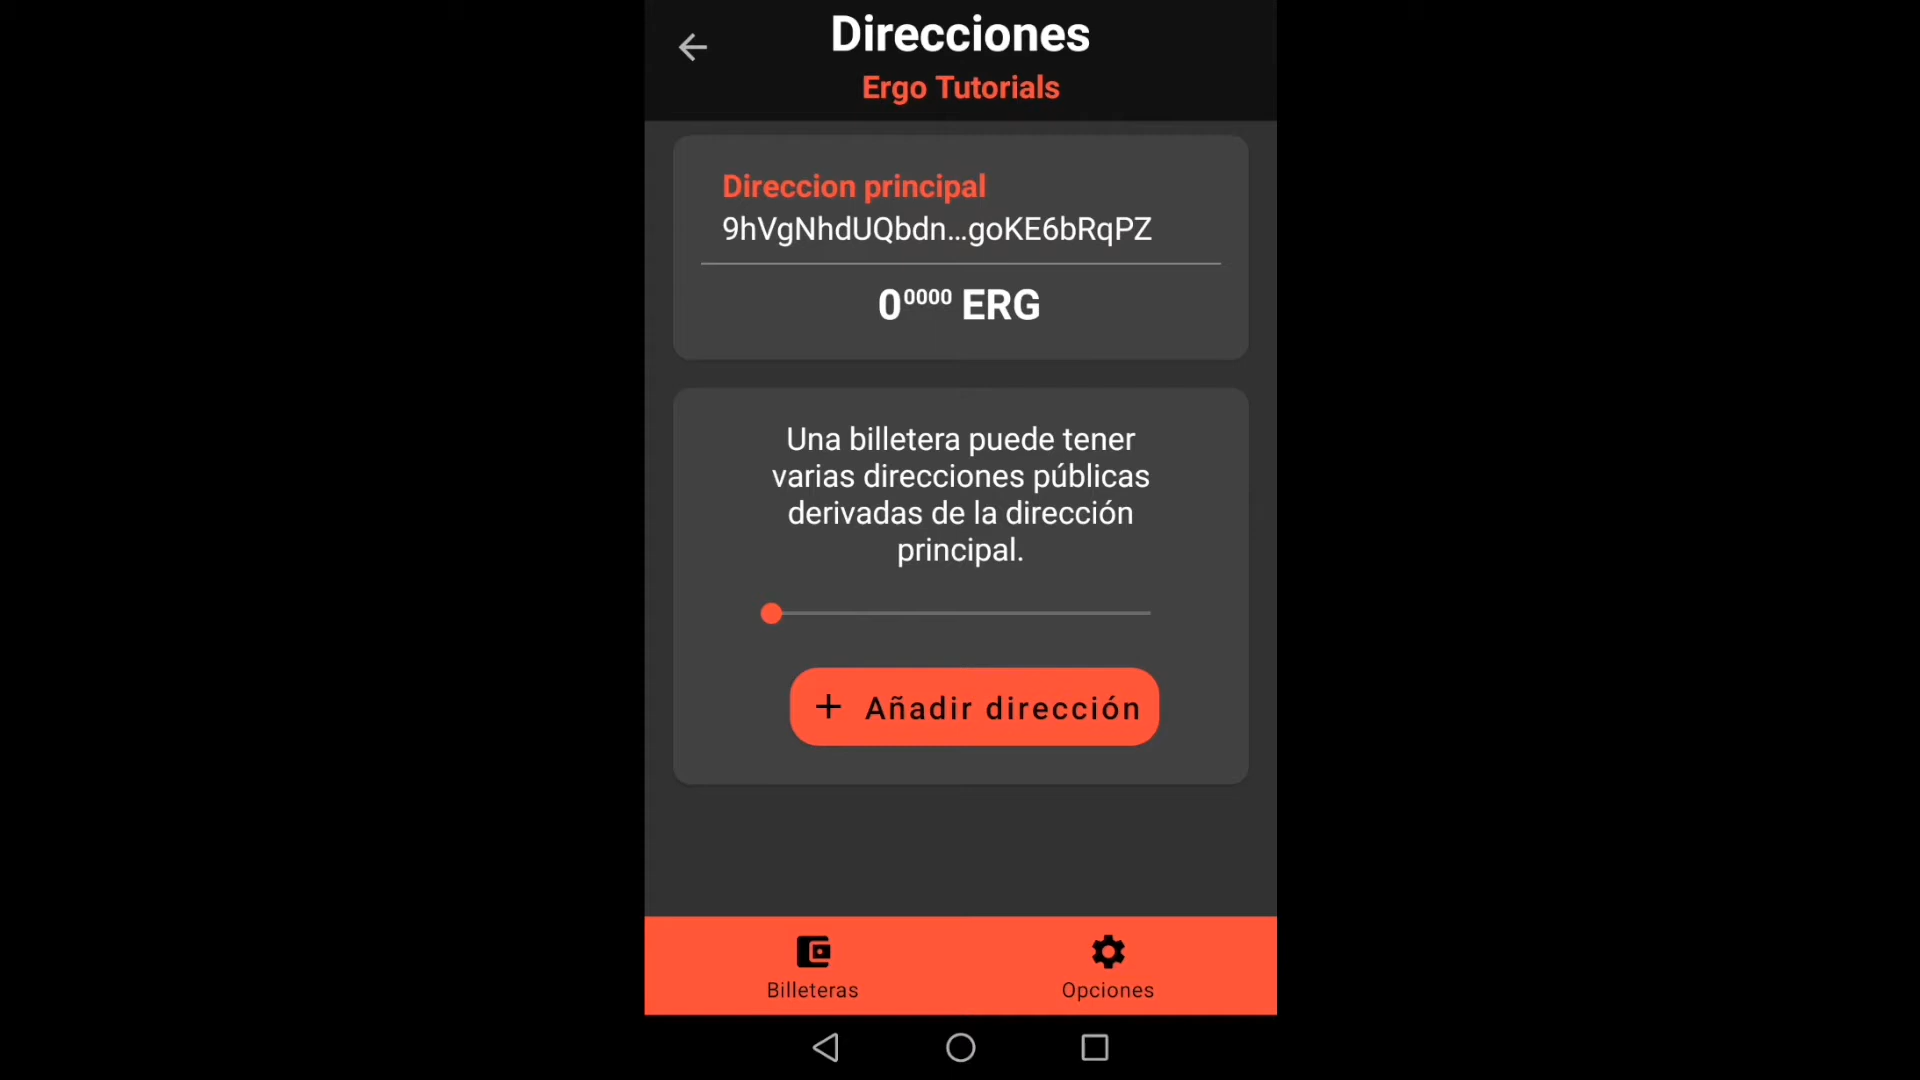 Direcciones
Ergo Tutorials
Direccion principal
9hVgNhdUQbdn...goKE6bRqPZ
0⁰⁰⁰⁰ ERG
Una billetera puede tener
varias direcciones públicas
derivadas de la dirección
principal.
+ Añadir dirección
Billeteras
Opciones